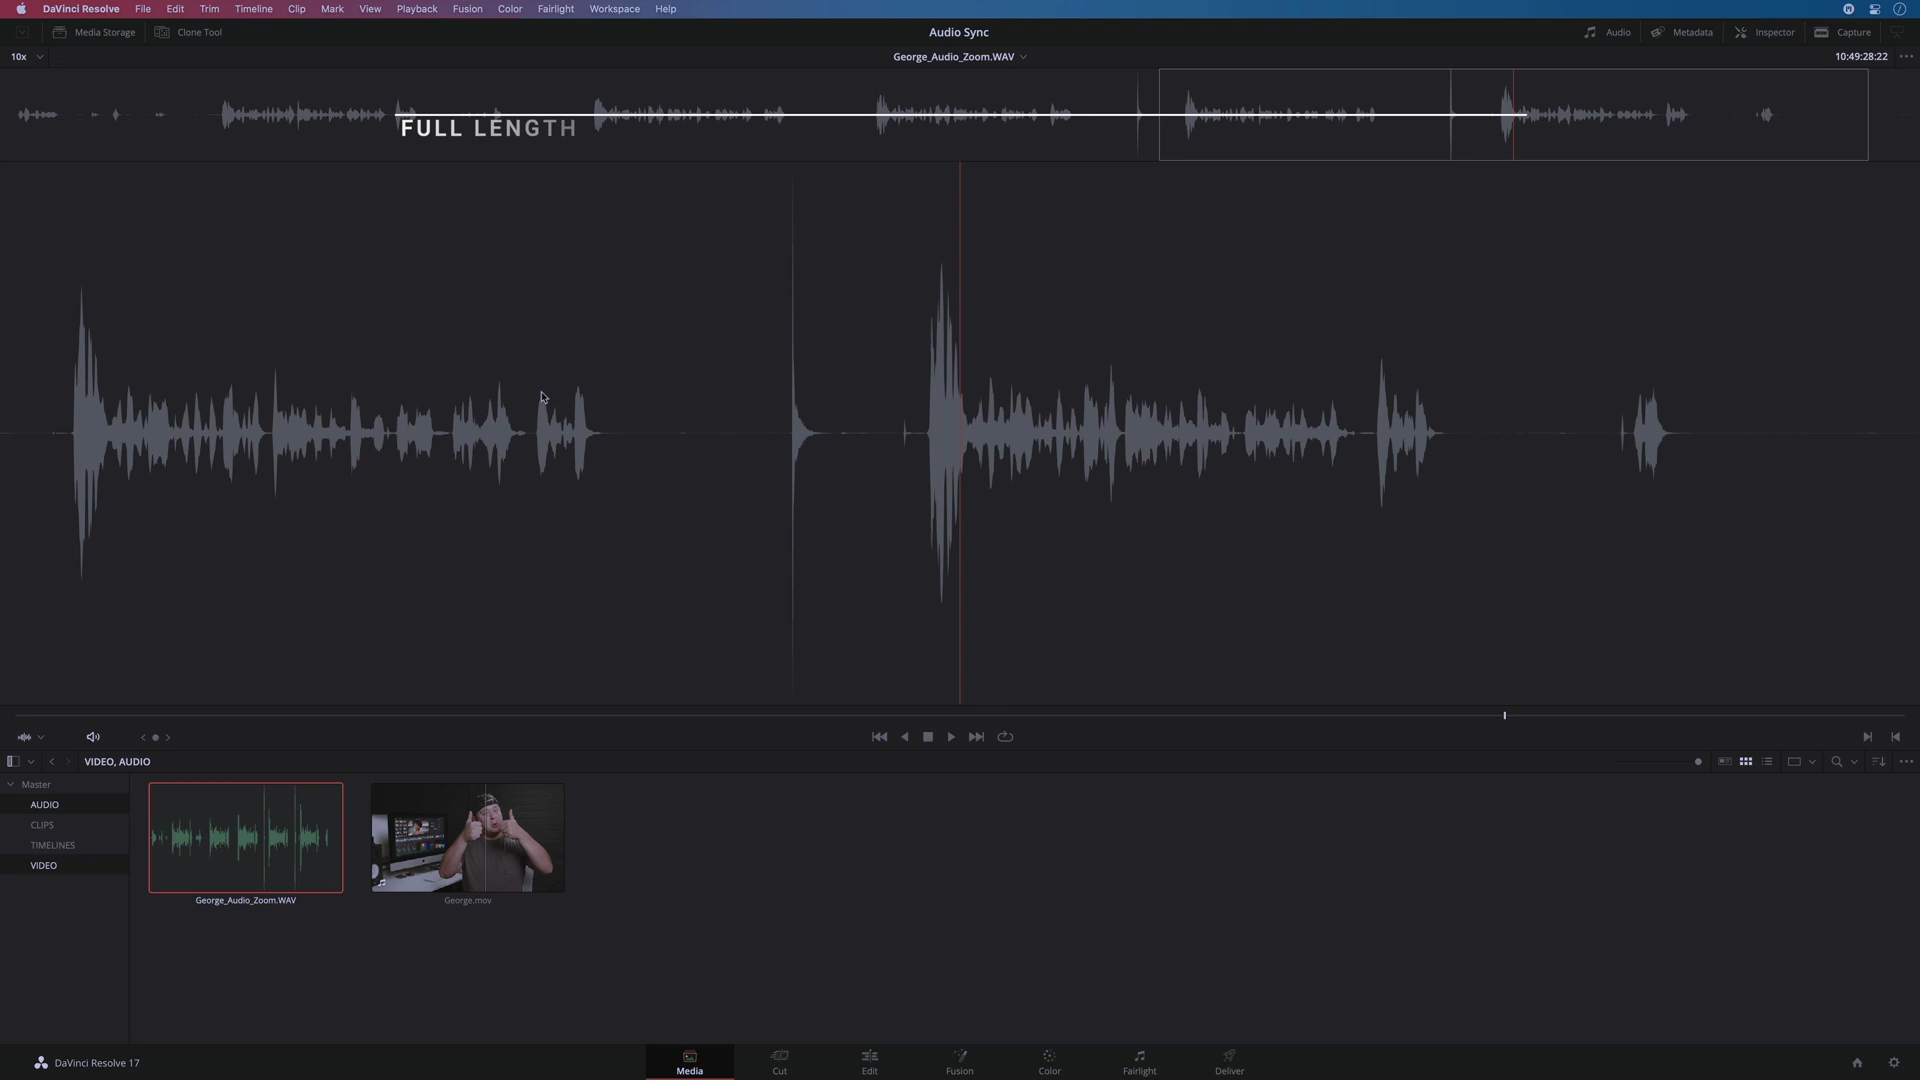 DaVinci Resolve File Edit Trim Timeline Clip Mark View Playback Fusion Color Fairlight Workspace Help
Media Storage Clone Tool Audio Sync Audio Metadata Inspector Capture
10x George_Audio_Zoom.WAV 10:49:28:22
FULL LENGTH
VIDEO, AUDIO
Master
AUDIO
CLIPS
TIMELINES
VIDEO
George_Audio_Zoom.WAV George.mov
DaVinci Resolve 17 Media Cut Edit Fusion Color Fairlight Deliver